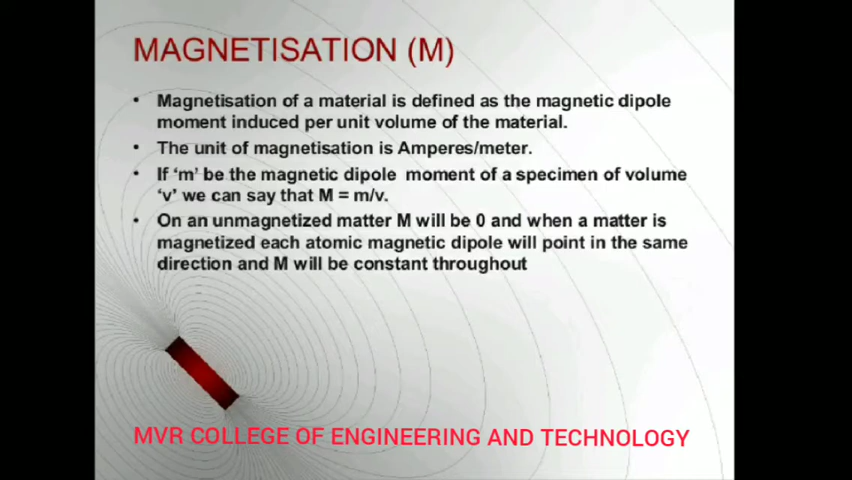 MAGNETISATION (M)
• Magnetisation of a material is defined as the magnetic dipole
moment induced per unit volume of the material.
• The unit of magnetisation is Amperes/meter.
• If ‘m’ be the magnetic dipole moment of a specimen of volume
‘v’ we can say that M = m/v.
• On an unmagnetized matter M will be 0 and when a matter is
magnetized each atomic magnetic dipole will point in the same
direction and M will be constant throughout
MVR COLLEGE OF ENGINEERING AND TECHNOLOGY